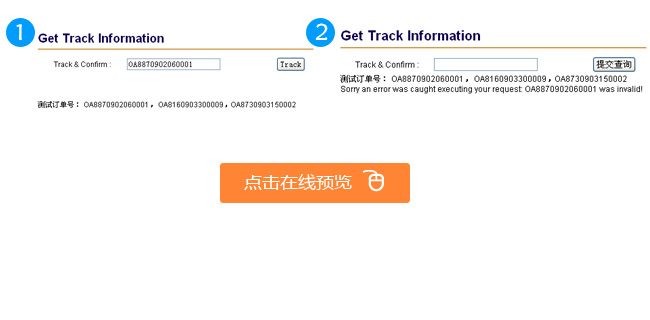 1
Get Track Information
Track & Confirm :
OA8870902060001
Track
测试订单号： OA8870902060001 ，OA8160903300009 ，OA8730903150002
2
Get Track Information
Track & Confirm :
提交查询
测试订单号： OA8870902060001 ，OA8160903300009 ，OA8730903150002
Sorry an error was caught executing your request: OA8870902060001 was invalid!
点击在线预览